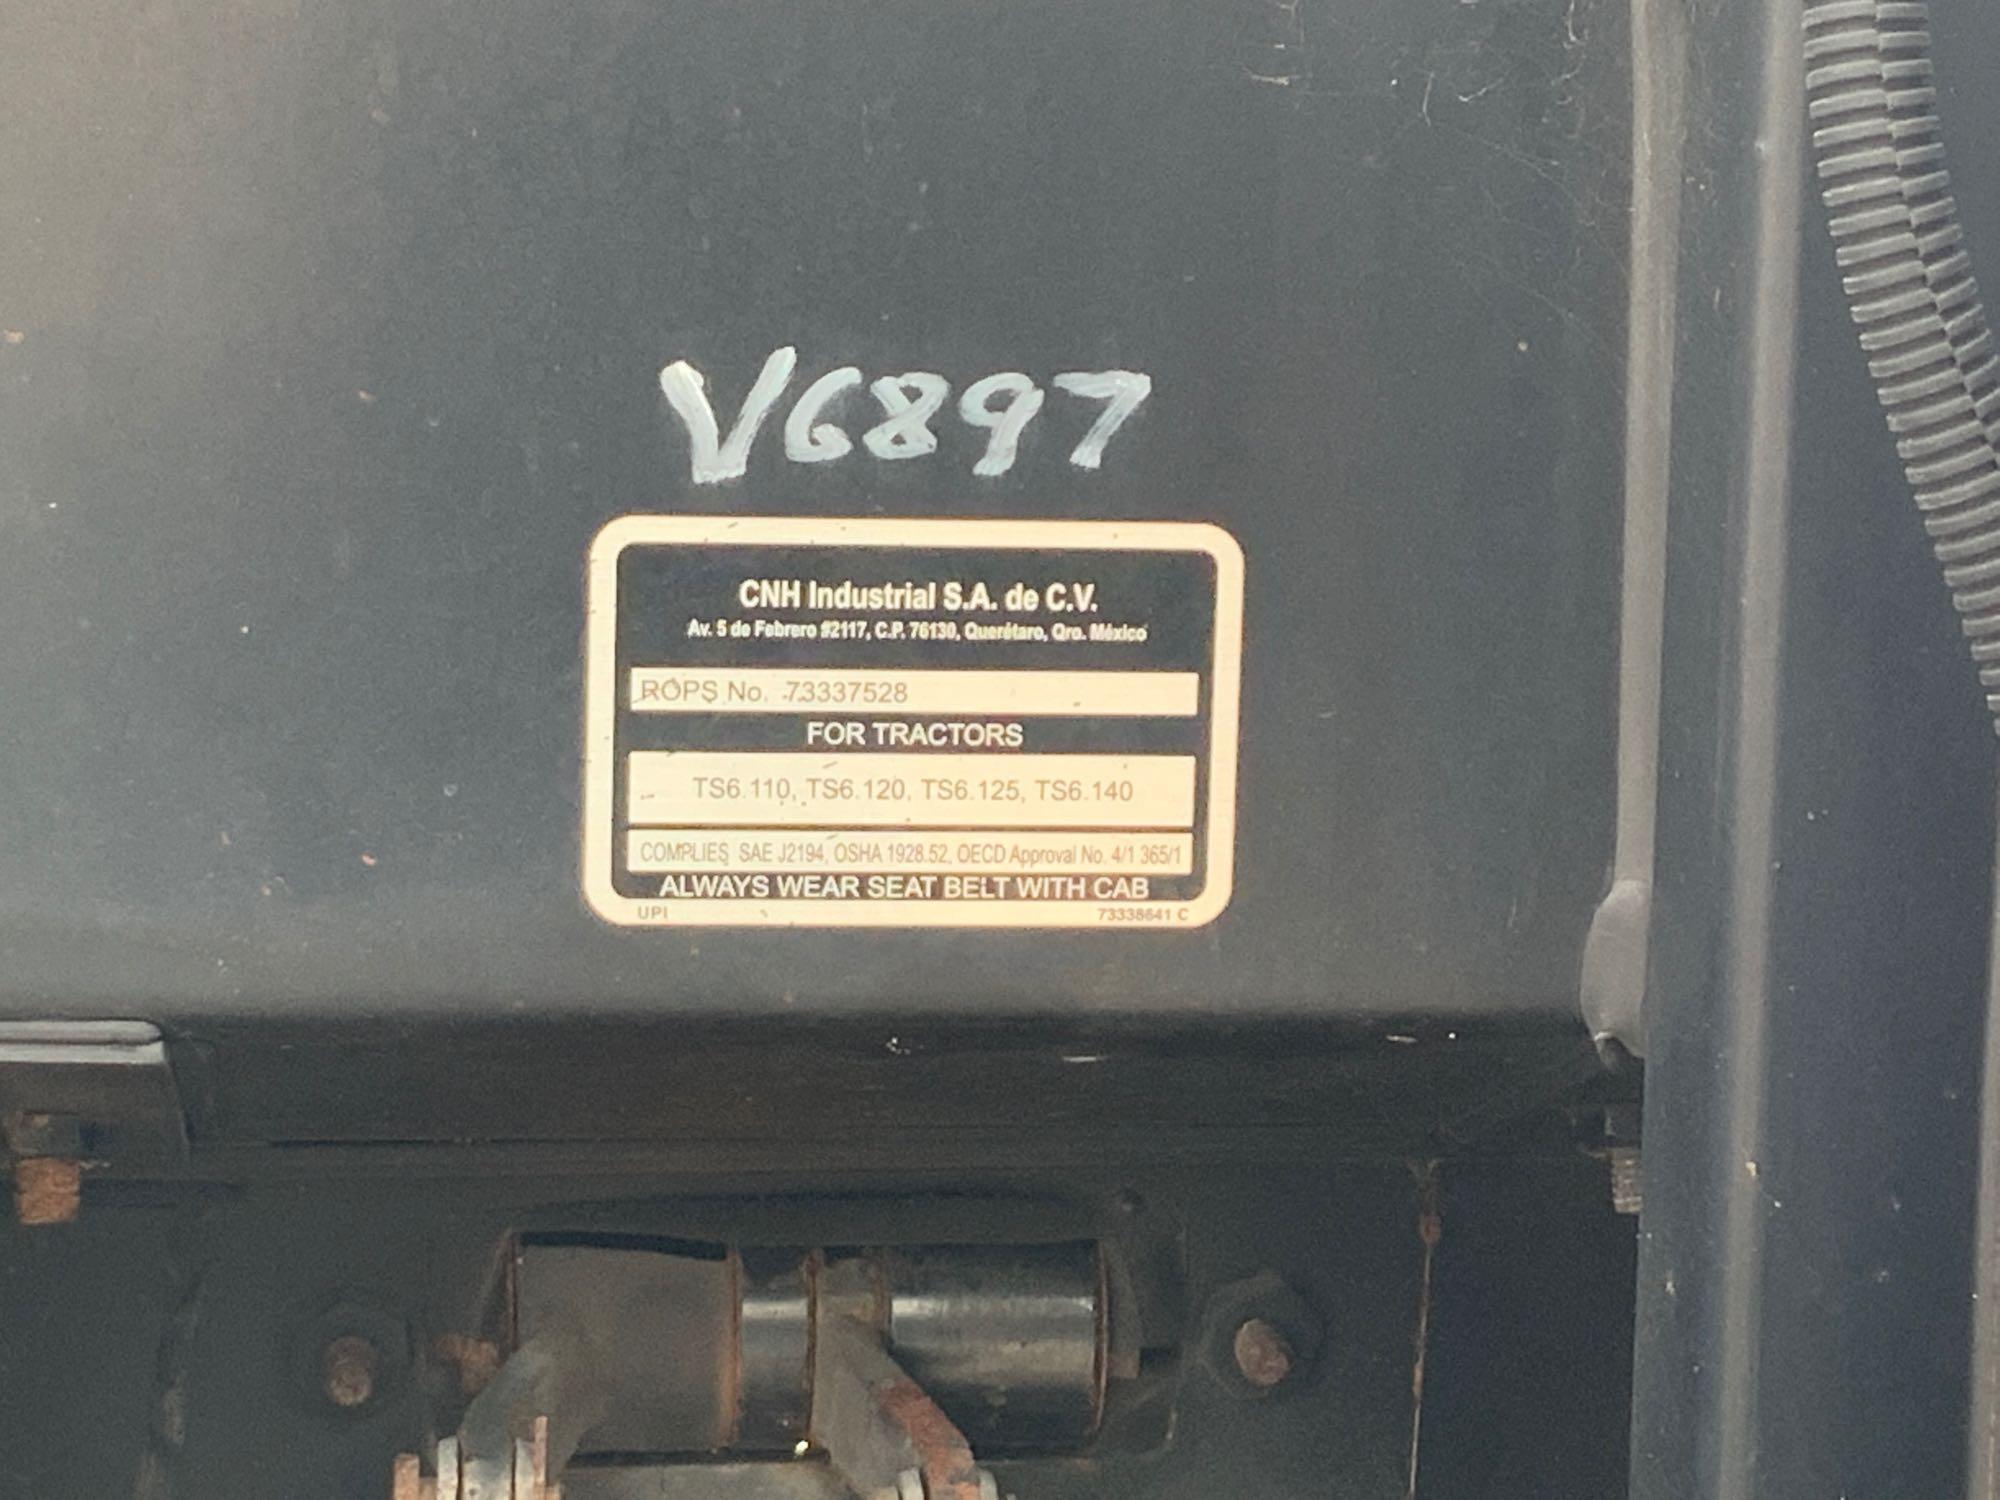 V6897
CNH Industrial S.A. de C.V.
Av. 5 de Febrero #2117, C.P. 76130, Querétaro, Qro. México
ROPS No. 73337528
FOR TRACTORS
TS6.110, TS6.120, TS6.125, TS6.140
COMPLIES SAE J2194, OSHA 1928.52, OECD Approval No. 4/1 365/1
ALWAYS WEAR SEAT BELT WITH CAB
UPI 73338641 C